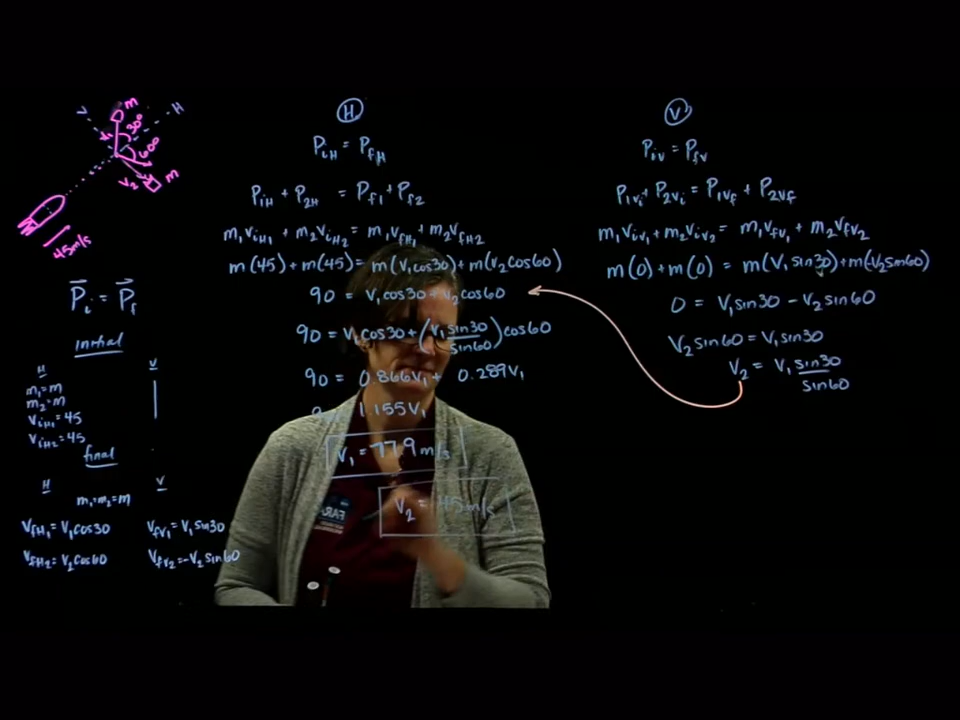 V
m
H
30°
V₁
60°
V₂
m
45m/s
P⃗ᵢ = P⃗f
initial
H V
m₁=m
m₂=m
ViH1=45
ViH2=45
final
H V
m₁=m₂=m
VfH1=V₁cos30 VfV1=V₁sin30
VfH2=V₂cos60 VfV2=-V₂sin60
H
PiH = PfH
P1H + P2H = Pf1 + Pf2
m₁ViH1 + m₂ViH2 = m₁VfH1 + m₂VfH2
m(45)+m(45)=m(V₁cos30)+m(V₂cos60)
90 = V₁cos30+V₂cos60
90 = V₁cos30+(V₁sin30/sin60)cos60
90 = 0.866V₁+ 0.289V₁
= 1.155V₁
V₁ = 77.9 m/s
V₂ = 45m/s
V
PiV = PfV
P1Vi + P2Vi = P1Vf + P2Vf
m₁ViV1+m₂ViV2 = m₁VfV1 + m₂VfV2
m(0)+m(0) = m(V₁sin30)+m(-V₂sin60)
0 = V₁sin30 - V₂sin60
V₂sin60=V₁sin30
V₂ = V₁ sin30/sin60